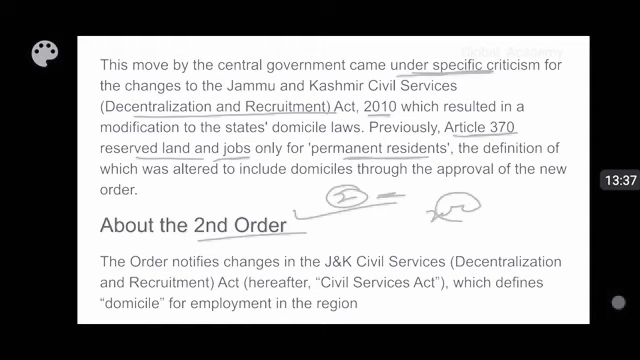 Global Academy
This move by the central government came under specific criticism for
the changes to the Jammu and Kashmir Civil Services
(Decentralization and Recruitment) Act, 2010 which resulted in a
modification to the states' domicile laws. Previously, Article 370
reserved land and jobs only for 'permanent residents', the definition of
which was altered to include domiciles through the approval of the new
order.
13:37
About the 2nd Order
The Order notifies changes in the J&K Civil Services (Decentralization
and Recruitment) Act (hereafter, “Civil Services Act”), which defines
“domicile” for employment in the region